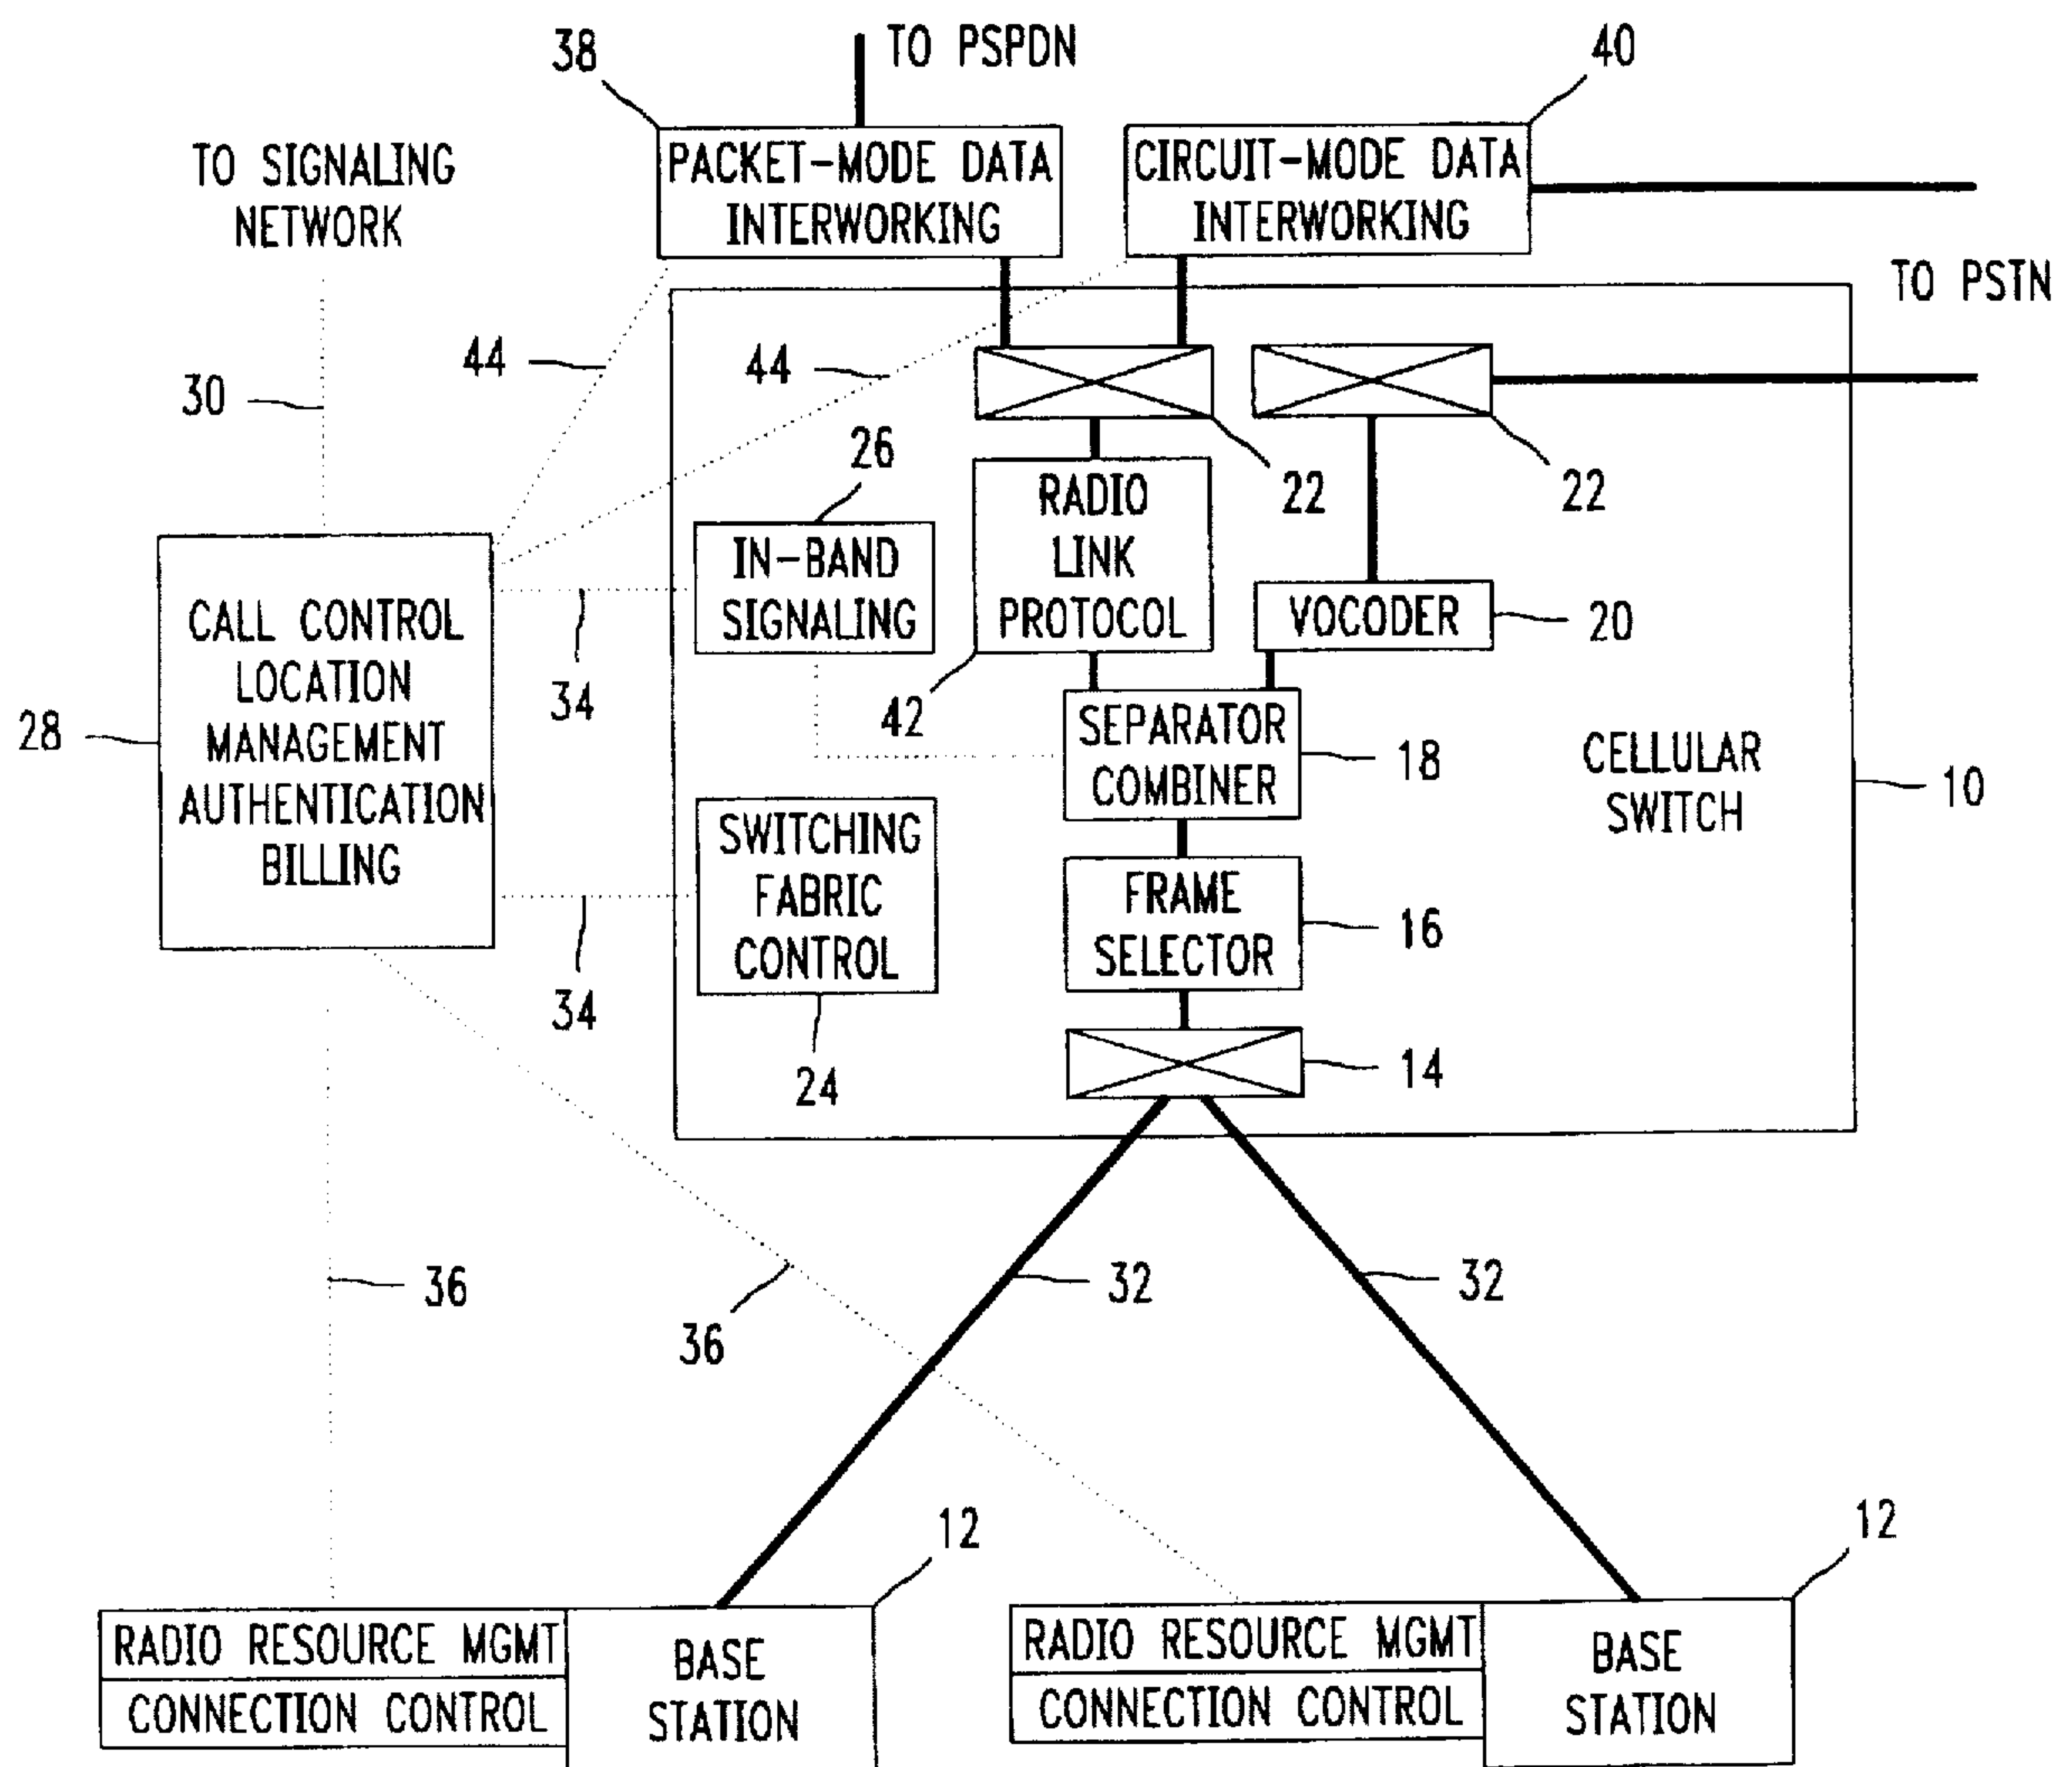 38
TO PSPDN
40
TO SIGNALING
NETWORK
PACKET-MODE DATA
INTERWORKING
CIRCUIT-MODE DATA
INTERWORKING
TO PSTN
44
44
30
26
22
22
IN-BAND
SIGNALING
RADIO
LINK
PROTOCOL
VOCODER
20
34
42
28
CALL CONTROL
LOCATION
MANAGEMENT
AUTHENTICATION
BILLING
SEPARATOR
COMBINER
18
CELLULAR
SWITCH
10
SWITCHING
FABRIC
CONTROL
FRAME
SELECTOR
16
34
24
14
36
36
32
32
12
12
RADIO RESOURCE MGMT
CONNECTION CONTROL
BASE
STATION
RADIO RESOURCE MGMT
CONNECTION CONTROL
BASE
STATION